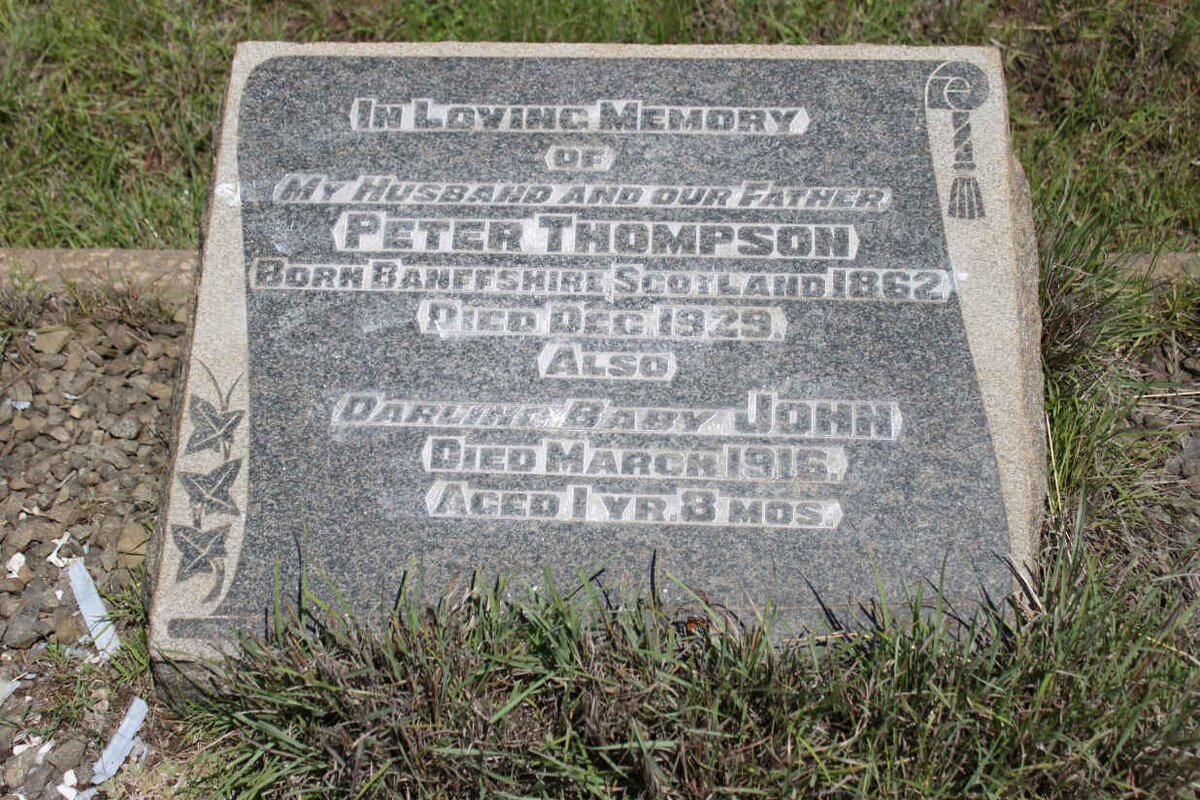 IN LOVING MEMORY
OF
MY HUSBAND AND OUR FATHER
PETER THOMPSON
BORN BANFFSHIRE SCOTLAND 1862
DIED DEC. 1929.
ALSO
DARLING BABY JOHN
DIED MARCH 1916,
AGED 1 YR. 8 MOS.